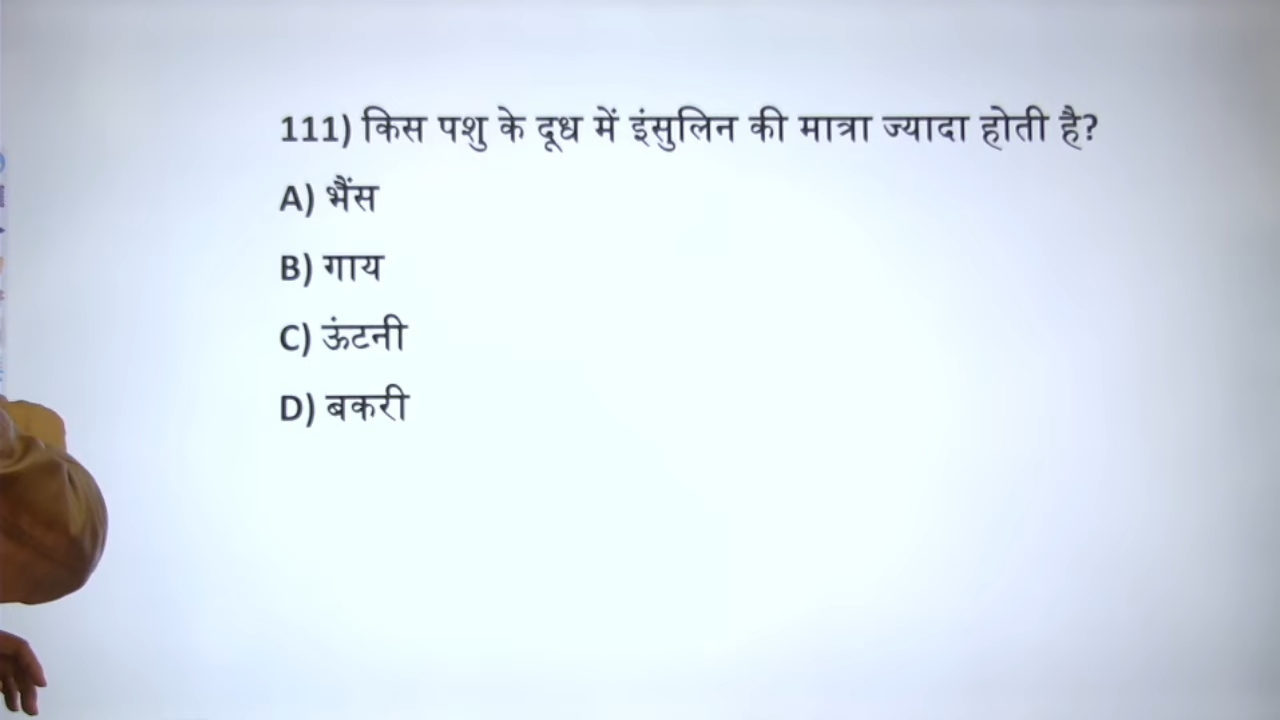 111) किस पशु के दूध में इंसुलिन की मात्रा ज्यादा होती है?
A) भैंस
B) गाय
C) ऊंटनी
D) बकरी